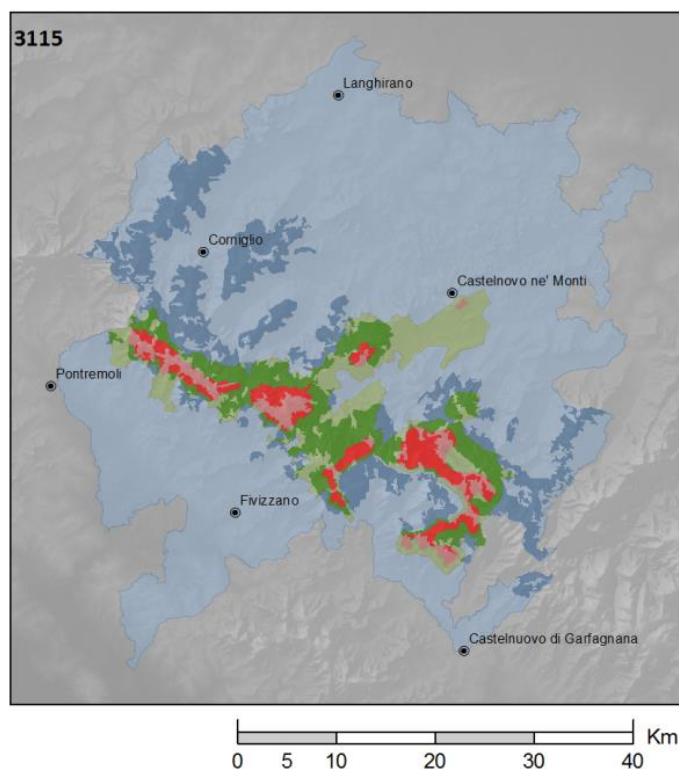 3115
Langhirano
Corniglio
Castelnovo ne' Monti
Pontremoli
Fivizzano
Castelnuovo di Garfagnana
Km
0 5 10 20 30 40